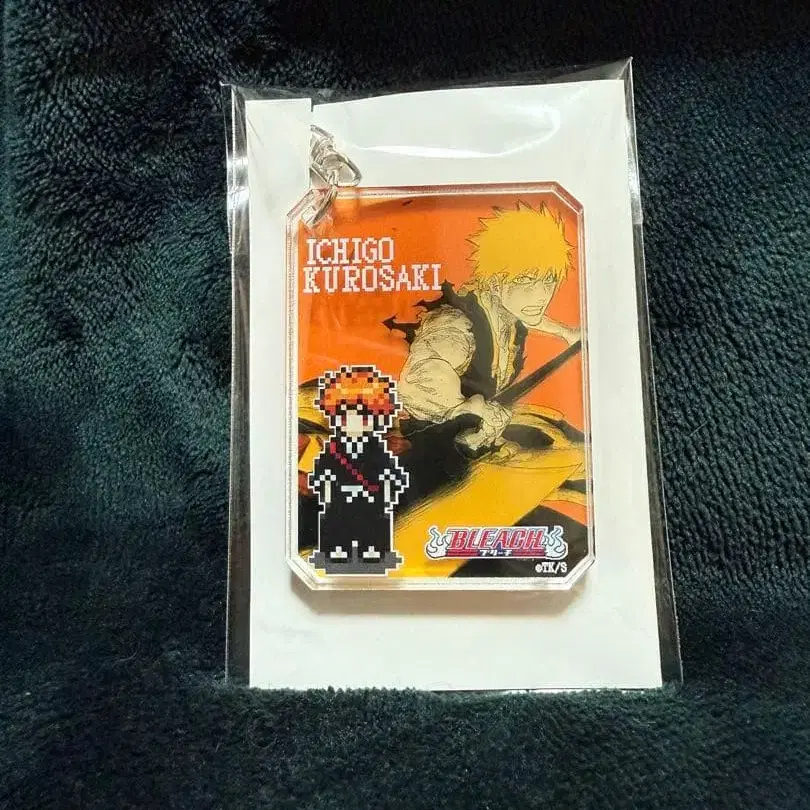 ICHIGO
KUROSAKI
BLEACH
ブリーチ
©TK/S